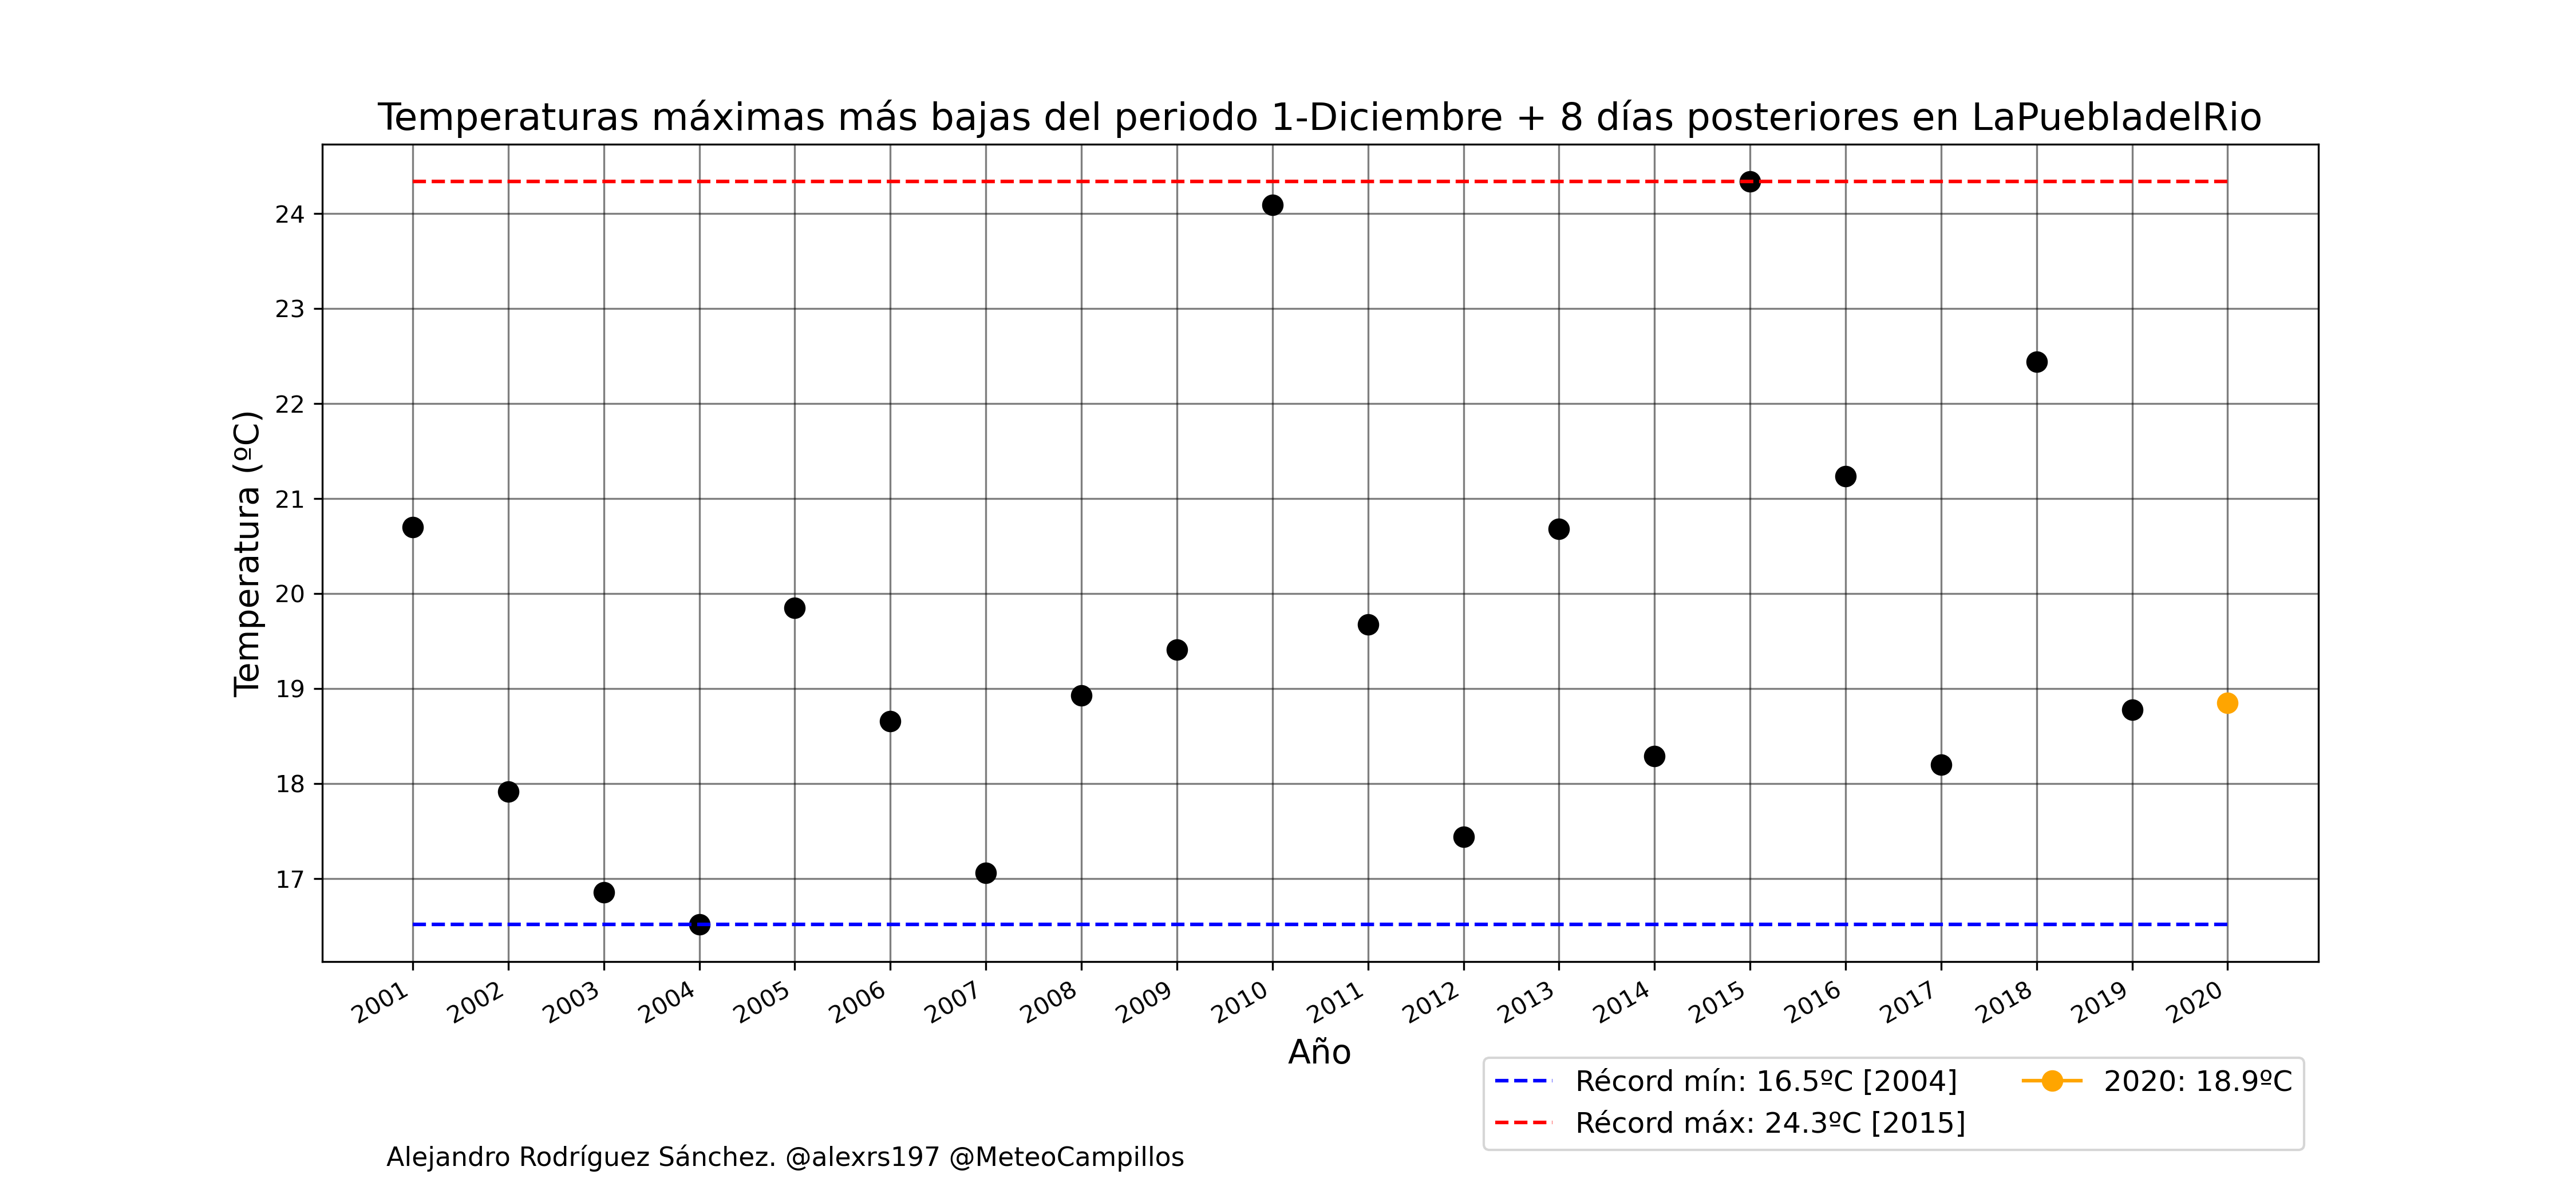 Temperaturas máximas más bajas del periodo 1-Diciembre + 8 días posteriores en LaPuebladelRio
Temperatura (ºC)
24
23
22
21
20
19
18
17
2001 2002 2003 2004 2005 2006 2007 2008 2009 2010 2011 2012 2013 2014 2015 2016 2017 2018 2019 2020
Año
Récord mín: 16.5ºC [2004]
Récord máx: 24.3ºC [2015]
2020: 18.9ºC
Alejandro Rodríguez Sánchez. @alexrs197 @MeteoCampillos